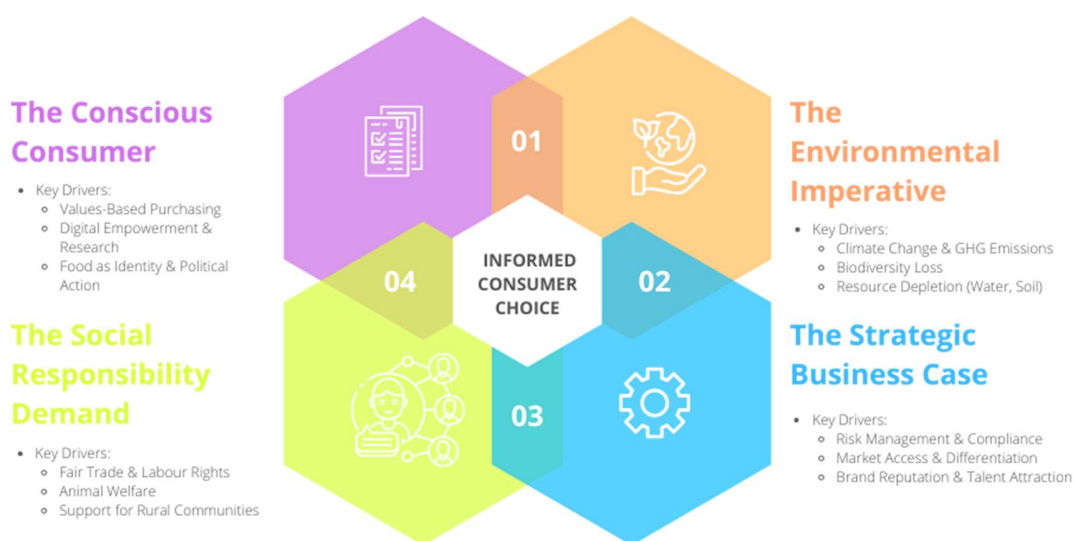 The Conscious
Consumer
Key Drivers:
Values-Based Purchasing
Digital Empowerment &
Research
Food as Identity & Political
Action
The Social
Responsibility
Demand
Key Drivers:
Fair Trade & Labour Rights
Animal Welfare
Support for Rural Communities
01
02
03
04
INFORMED
CONSUMER
CHOICE
The
Environmental
Imperative
Key Drivers:
Climate Change & GHG Emissions
Biodiversity Loss
Resource Depletion (Water, Soil)
The Strategic
Business Case
Key Drivers:
Risk Management & Compliance
Market Access & Differentiation
Brand Reputation & Talent Attraction